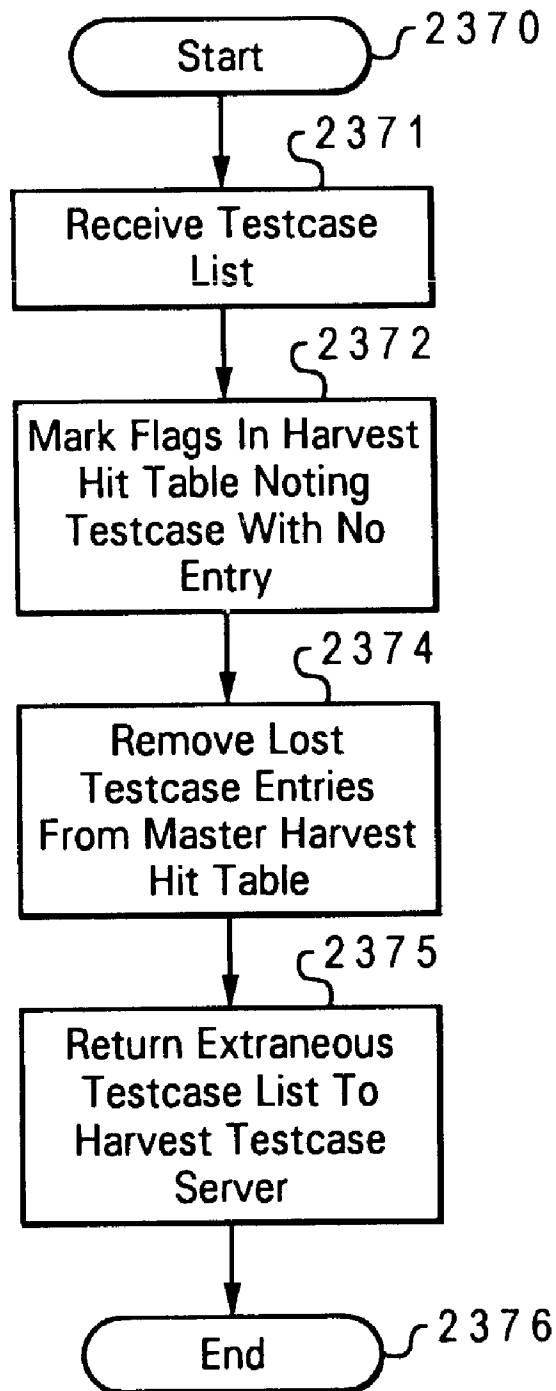 Start
2370
2371
Receive Testcase
List
2372
Mark Flags In Harvest
Hit Table Noting
Testcase With No
Entry
2374
Remove Lost
Testcase Entries
From Master Harvest
Hit Table
2375
Return Extraneous
Testcase List To
Harvest Testcase
Server
End
2376